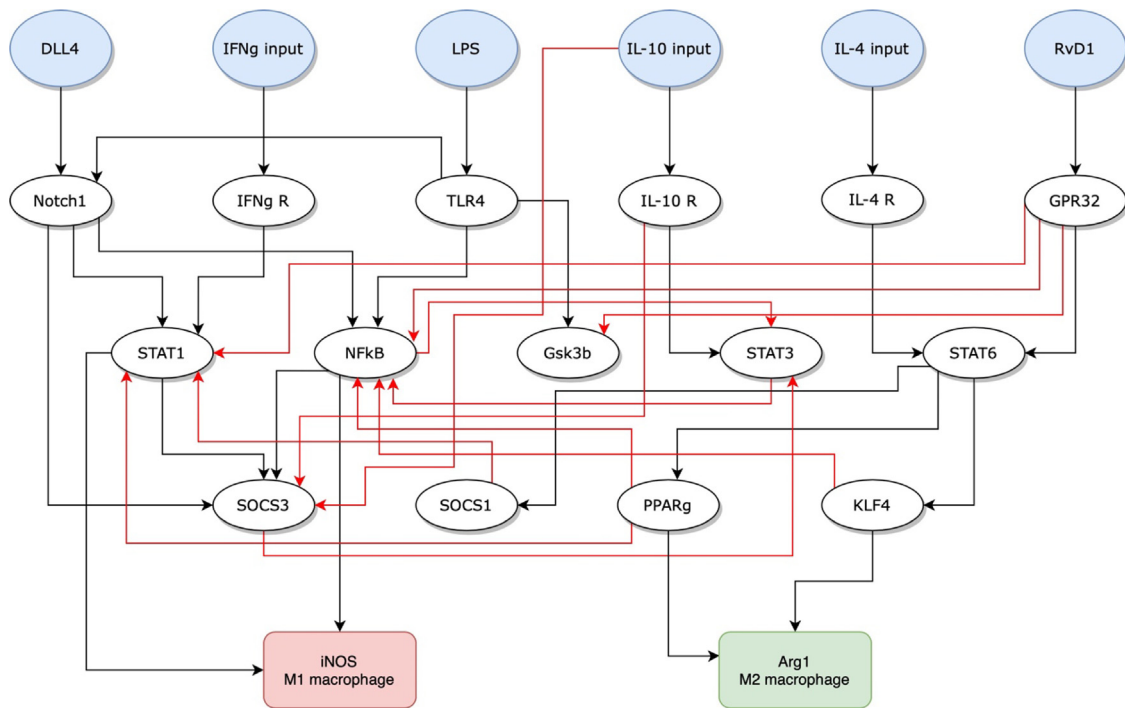 DLL4
IFNg input
LPS
IL-10 input
IL-4 input
RvD1
Notch1
IFNg R
TLR4
IL-10 R
IL-4 R
GPR32
STAT1
NFkB
Gsk3b
STAT3
STAT6
SOCS3
SOCS1
PPARg
KLF4
iNOS
M1 macrophage
Arg1
M2 macrophage